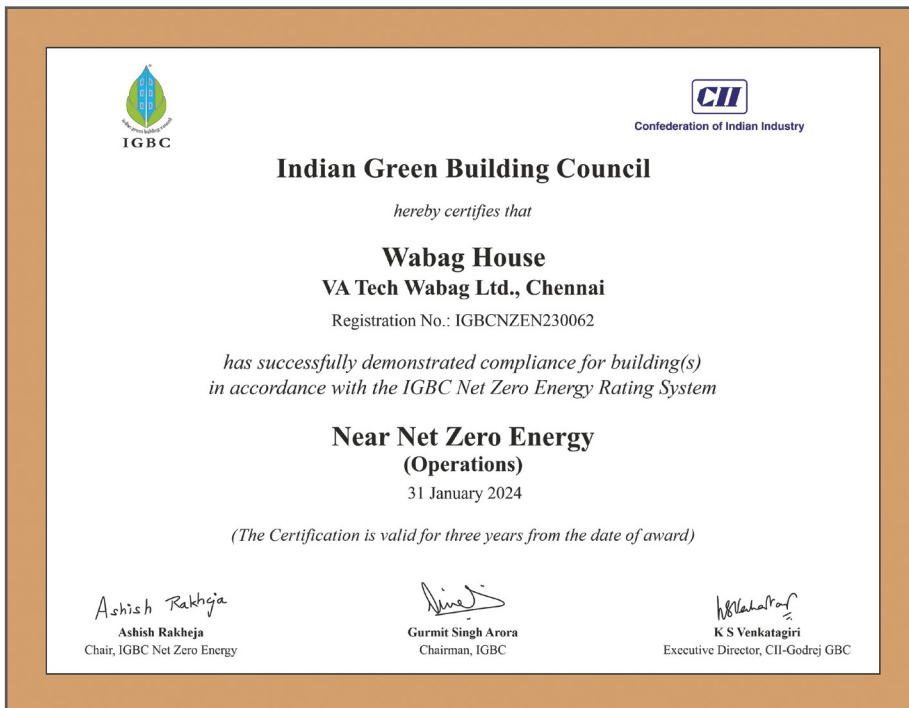 indian green building council
IGBC
CII
Confederation of Indian Industry
Indian Green Building Council
hereby certifies that
Wabag House
VA Tech Wabag Ltd., Chennai
Registration No.: IGBCNZEN230062
has successfully demonstrated compliance for building(s)
in accordance with the IGBC Net Zero Energy Rating System
Near Net Zero Energy
(Operations)
31 January 2024
(The Certification is valid for three years from the date of award)
Ashish Rakheja
Ashish Rakheja
Chair, IGBC Net Zero Energy
Gurmit Singh Arora
Chairman, IGBC
K S Venkatagiri
Executive Director, CII-Godrej GBC